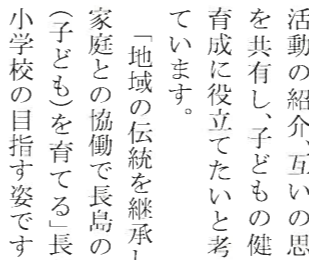 活動の紹介、互いの思
を共有し、子どもの健
育成に役立てたいと考
ています。
「地域の伝統を継承し
家庭との協働で長島の
(子ども)を育てる」長
小学校の目指す姿です